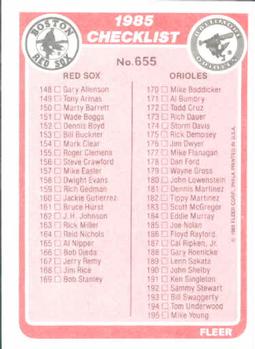 1985
CHECKLIST
BOSTON
RED SOX
No. 655
RED SOX
148 Gary Allenson
149 Tony Armas
150 Marty Barrett
151 Wade Boggs
152 Dennis Boyd
153 Bill Buckner
154 Mark Clear
155 Roger Clemens
156 Steve Crawford
157 Mike Easler
158 Dwight Evans
159 Rich Gedman
160 Jackie Gutierrez
161 Bruce Hurst
162 J.H. Johnson
163 Rick Miller
164 Reid Nichols
165 Al Nipper
166 Bob Ojeda
167 Jerry Remy
168 Jim Rice
169 Bob Stanley
ORIOLES
170 Mike Boddicker
171 Al Bumbry
172 Todd Cruz
173 Rich Dauer
174 Storm Davis
175 Rick Dempsey
176 Jim Dwyer
177 Mike Flanagan
178 Dan Ford
179 Wayne Gross
180 John Lowenstein
181 Dennis Martinez
182 Tippy Martinez
183 Scott McGregor
184 Eddie Murray
185 Joe Nolan
186 Floyd Rayford
187 Cal Ripken, Jr.
188 Gary Roenicke
189 Lenn Sakata
190 John Shelby
191 Ken Singleton
192 Sammy Stewart
193 Bill Swaggerty
194 Tom Underwood
195 Mike Young
© 1985 FLEER CORP., PHILA. PRINTED IN U.S.A.
FLEER